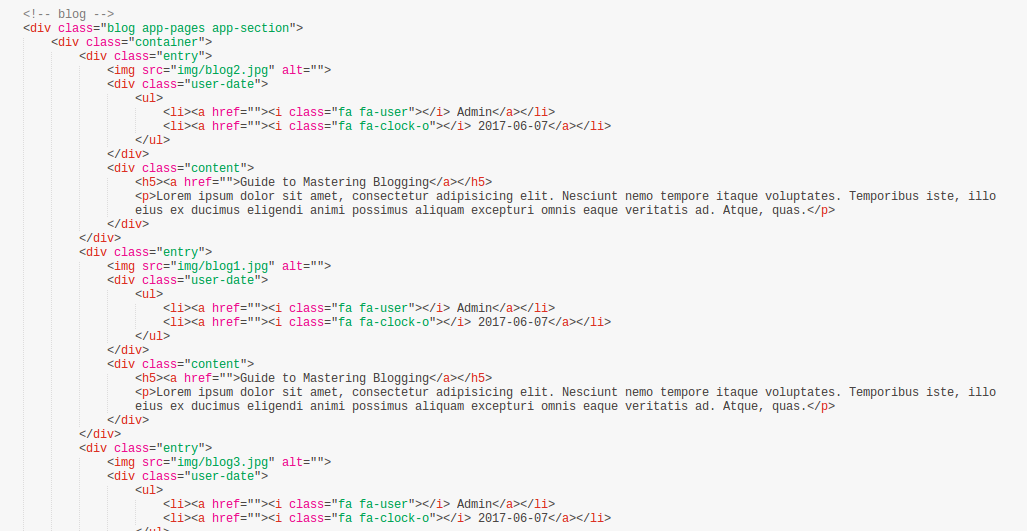 <!-- blog -->
<div class="blog app-pages app-section">
<div class="container">
<div class="entry">
<img src="img/blog2.jpg" alt="">
<div class="user-date">
<ul>
<li><a href=""><i class="fa fa-user"></i> Admin</a></li>
<li><a href=""><i class="fa fa-clock-o"></i> 2017-06-07</a></li>
</ul>
</div>
<div class="content">
<h5><a href="">Guide to Mastering Blogging</a></h5>
<p>Lorem ipsum dolor sit amet, consectetur adipisicing elit. Nesciunt nemo tempore itaque voluptates. Temporibus iste, illo
eius ex ducimus eligendi animi possimus aliquam excepturi omnis eaque veritatis ad. Atque, quas.</p>
</div>
</div>
<div class="entry">
<img src="img/blog1.jpg" alt="">
<div class="user-date">
<ul>
<li><a href=""><i class="fa fa-user"></i> Admin</a></li>
<li><a href=""><i class="fa fa-clock-o"></i> 2017-06-07</a></li>
</ul>
</div>
<div class="content">
<h5><a href="">Guide to Mastering Blogging</a></h5>
<p>Lorem ipsum dolor sit amet, consectetur adipisicing elit. Nesciunt nemo tempore itaque voluptates. Temporibus iste, illo
eius ex ducimus eligendi animi possimus aliquam excepturi omnis eaque veritatis ad. Atque, quas.</p>
</div>
</div>
<div class="entry">
<img src="img/blog3.jpg" alt="">
<div class="user-date">
<ul>
<li><a href=""><i class="fa fa-user"></i> Admin</a></li>
<li><a href=""><i class="fa fa-clock-o"></i> 2017-06-07</a></li>
</ul>